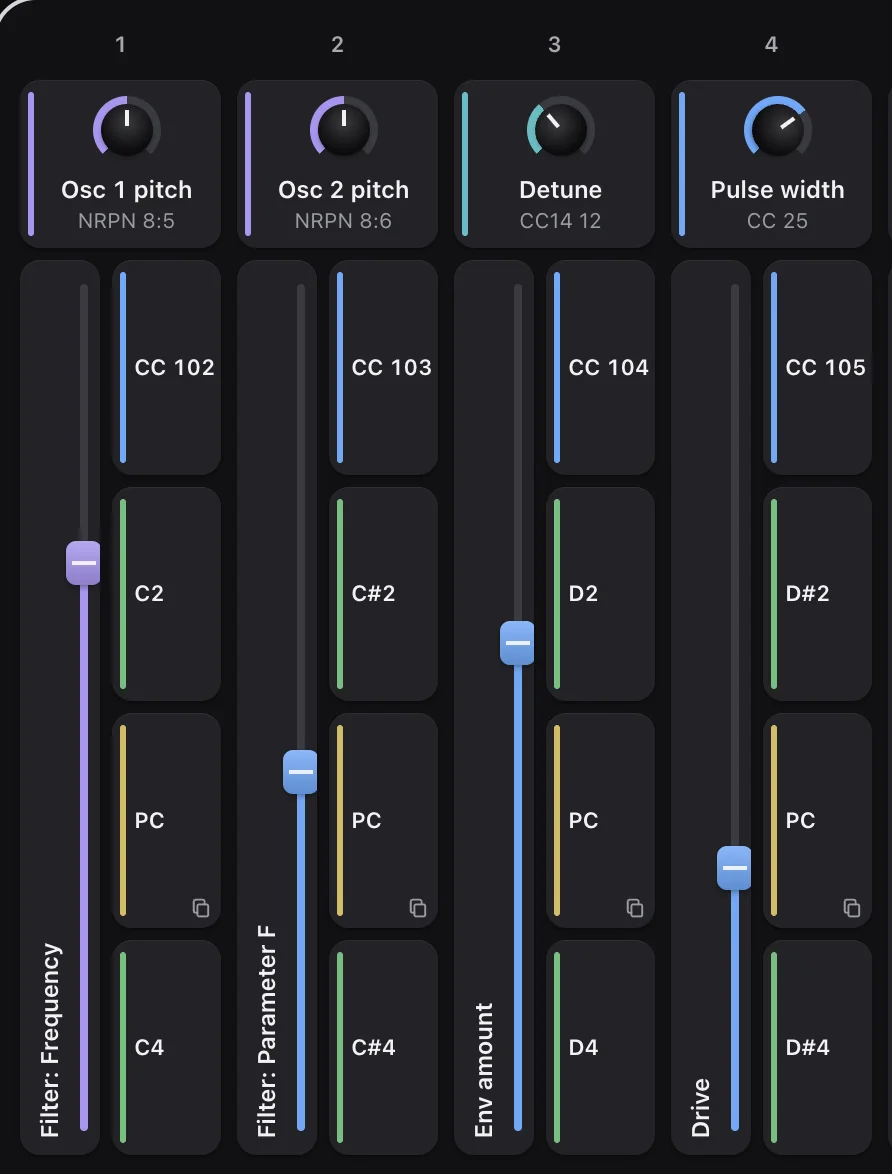 1
2
3
4
Osc 1 pitch
NRPN 8:5
Osc 2 pitch
NRPN 8:6
Detune
CC14 12
Pulse width
CC 25
Filter: Frequency
CC 102
C2
PC
C4
Filter: Parameter F
CC 103
C#2
PC
C#4
Env amount
CC 104
D2
PC
D4
Drive
CC 105
D#2
PC
D#4